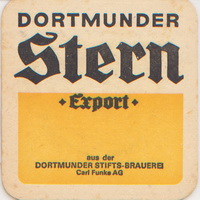 DORTMUNDER
Stern
· Export ·
aus der
DORTMUNDER STIFTS-BRAUEREI
Carl Funke AG